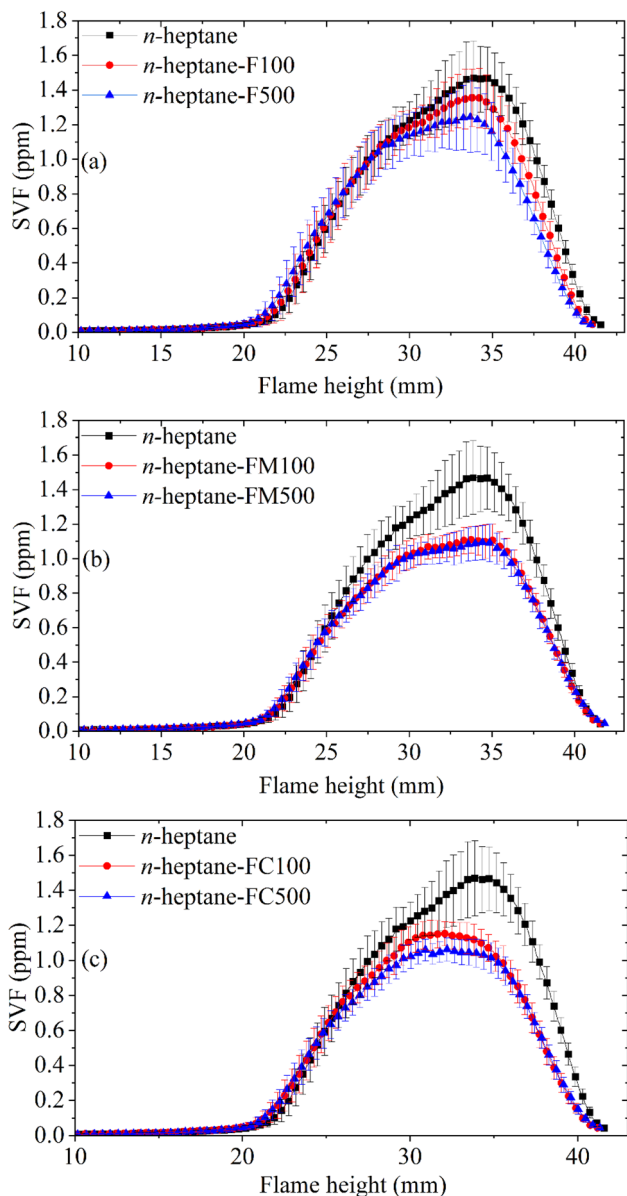 1.8
1.6
1.4
1.2
1.0
0.8
0.6
0.4
0.2
0.0
SVF (ppm)
n-heptane
n-heptane-F100
n-heptane-F500
(a)
10 15 20 25 30 35 40
Flame height (mm)
1.8
1.6
1.4
1.2
1.0
0.8
0.6
0.4
0.2
0.0
SVF (ppm)
n-heptane
n-heptane-FM100
n-heptane-FM500
(b)
10 15 20 25 30 35 40
Flame height (mm)
1.8
1.6
1.4
1.2
1.0
0.8
0.6
0.4
0.2
0.0
SVF (ppm)
n-heptane
n-heptane-FC100
n-heptane-FC500
(c)
10 15 20 25 30 35 40
Flame height (mm)